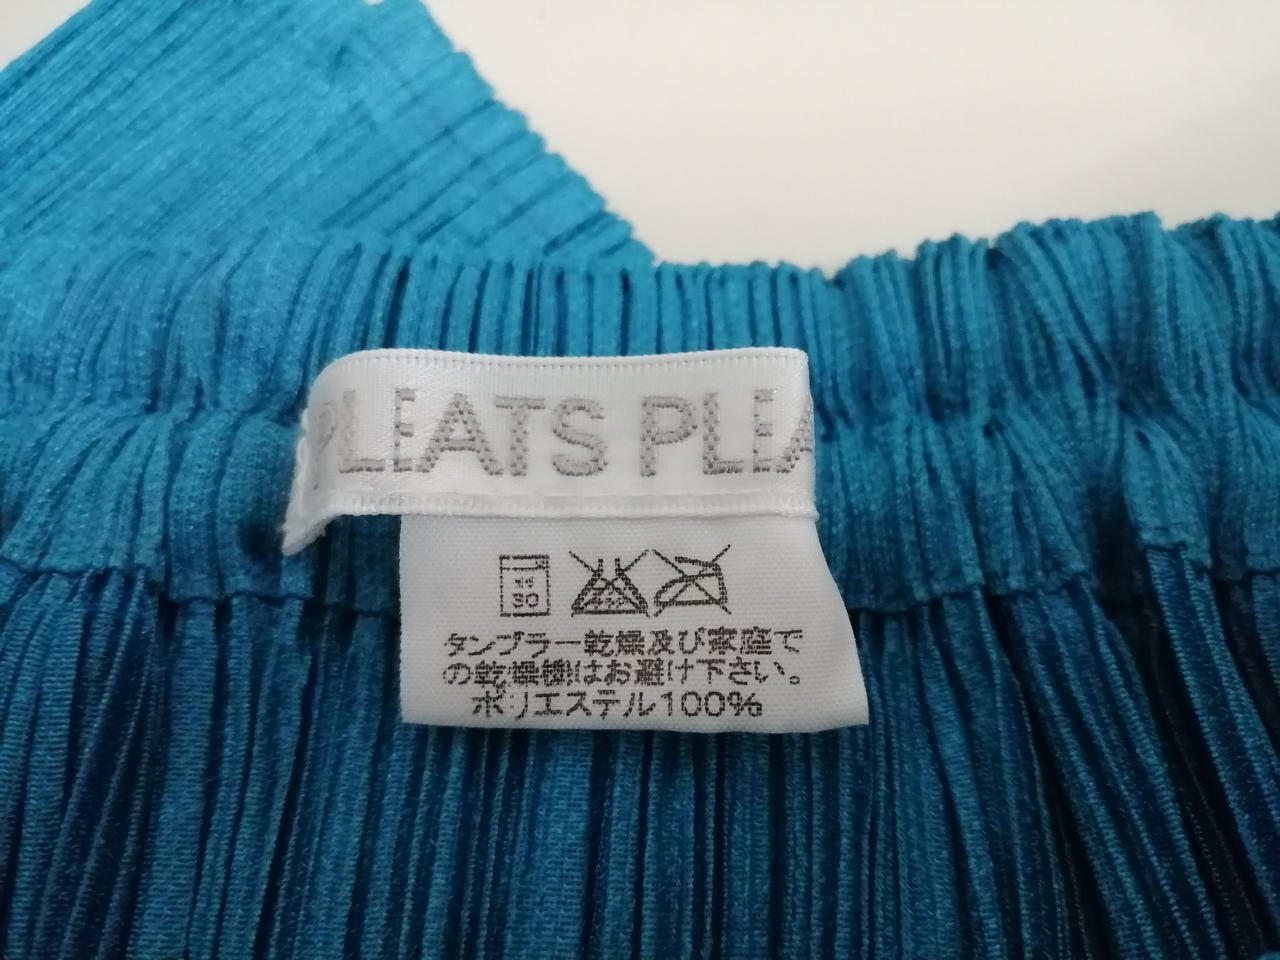 PLEATS PLEA
30
タンブラー乾燥及び家庭で
の乾燥機はお避け下さい。
ポリエステル100%